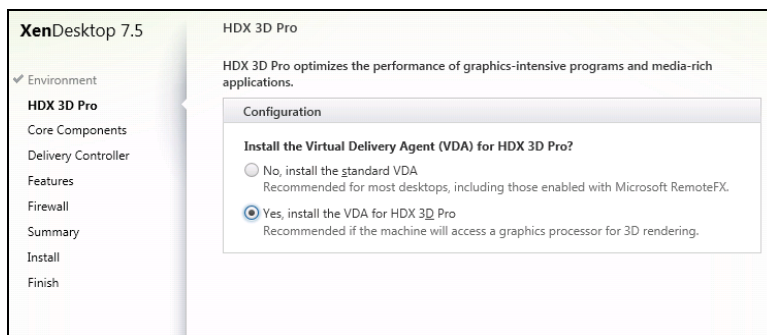 XenDesktop 7.5
Environment
HDX 3D Pro
Core Components
Delivery Controller
Features
Firewall
Summary
Install
Finish
HDX 3D Pro
HDX 3D Pro optimizes the performance of graphics-intensive programs and media-rich
applications.
Configuration
Install the Virtual Delivery Agent (VDA) for HDX 3D Pro?
No, install the standard VDA
Recommended for most desktops, including those enabled with Microsoft RemoteFX.
Yes, install the VDA for HDX 3D Pro
Recommended if the machine will access a graphics processor for 3D rendering.